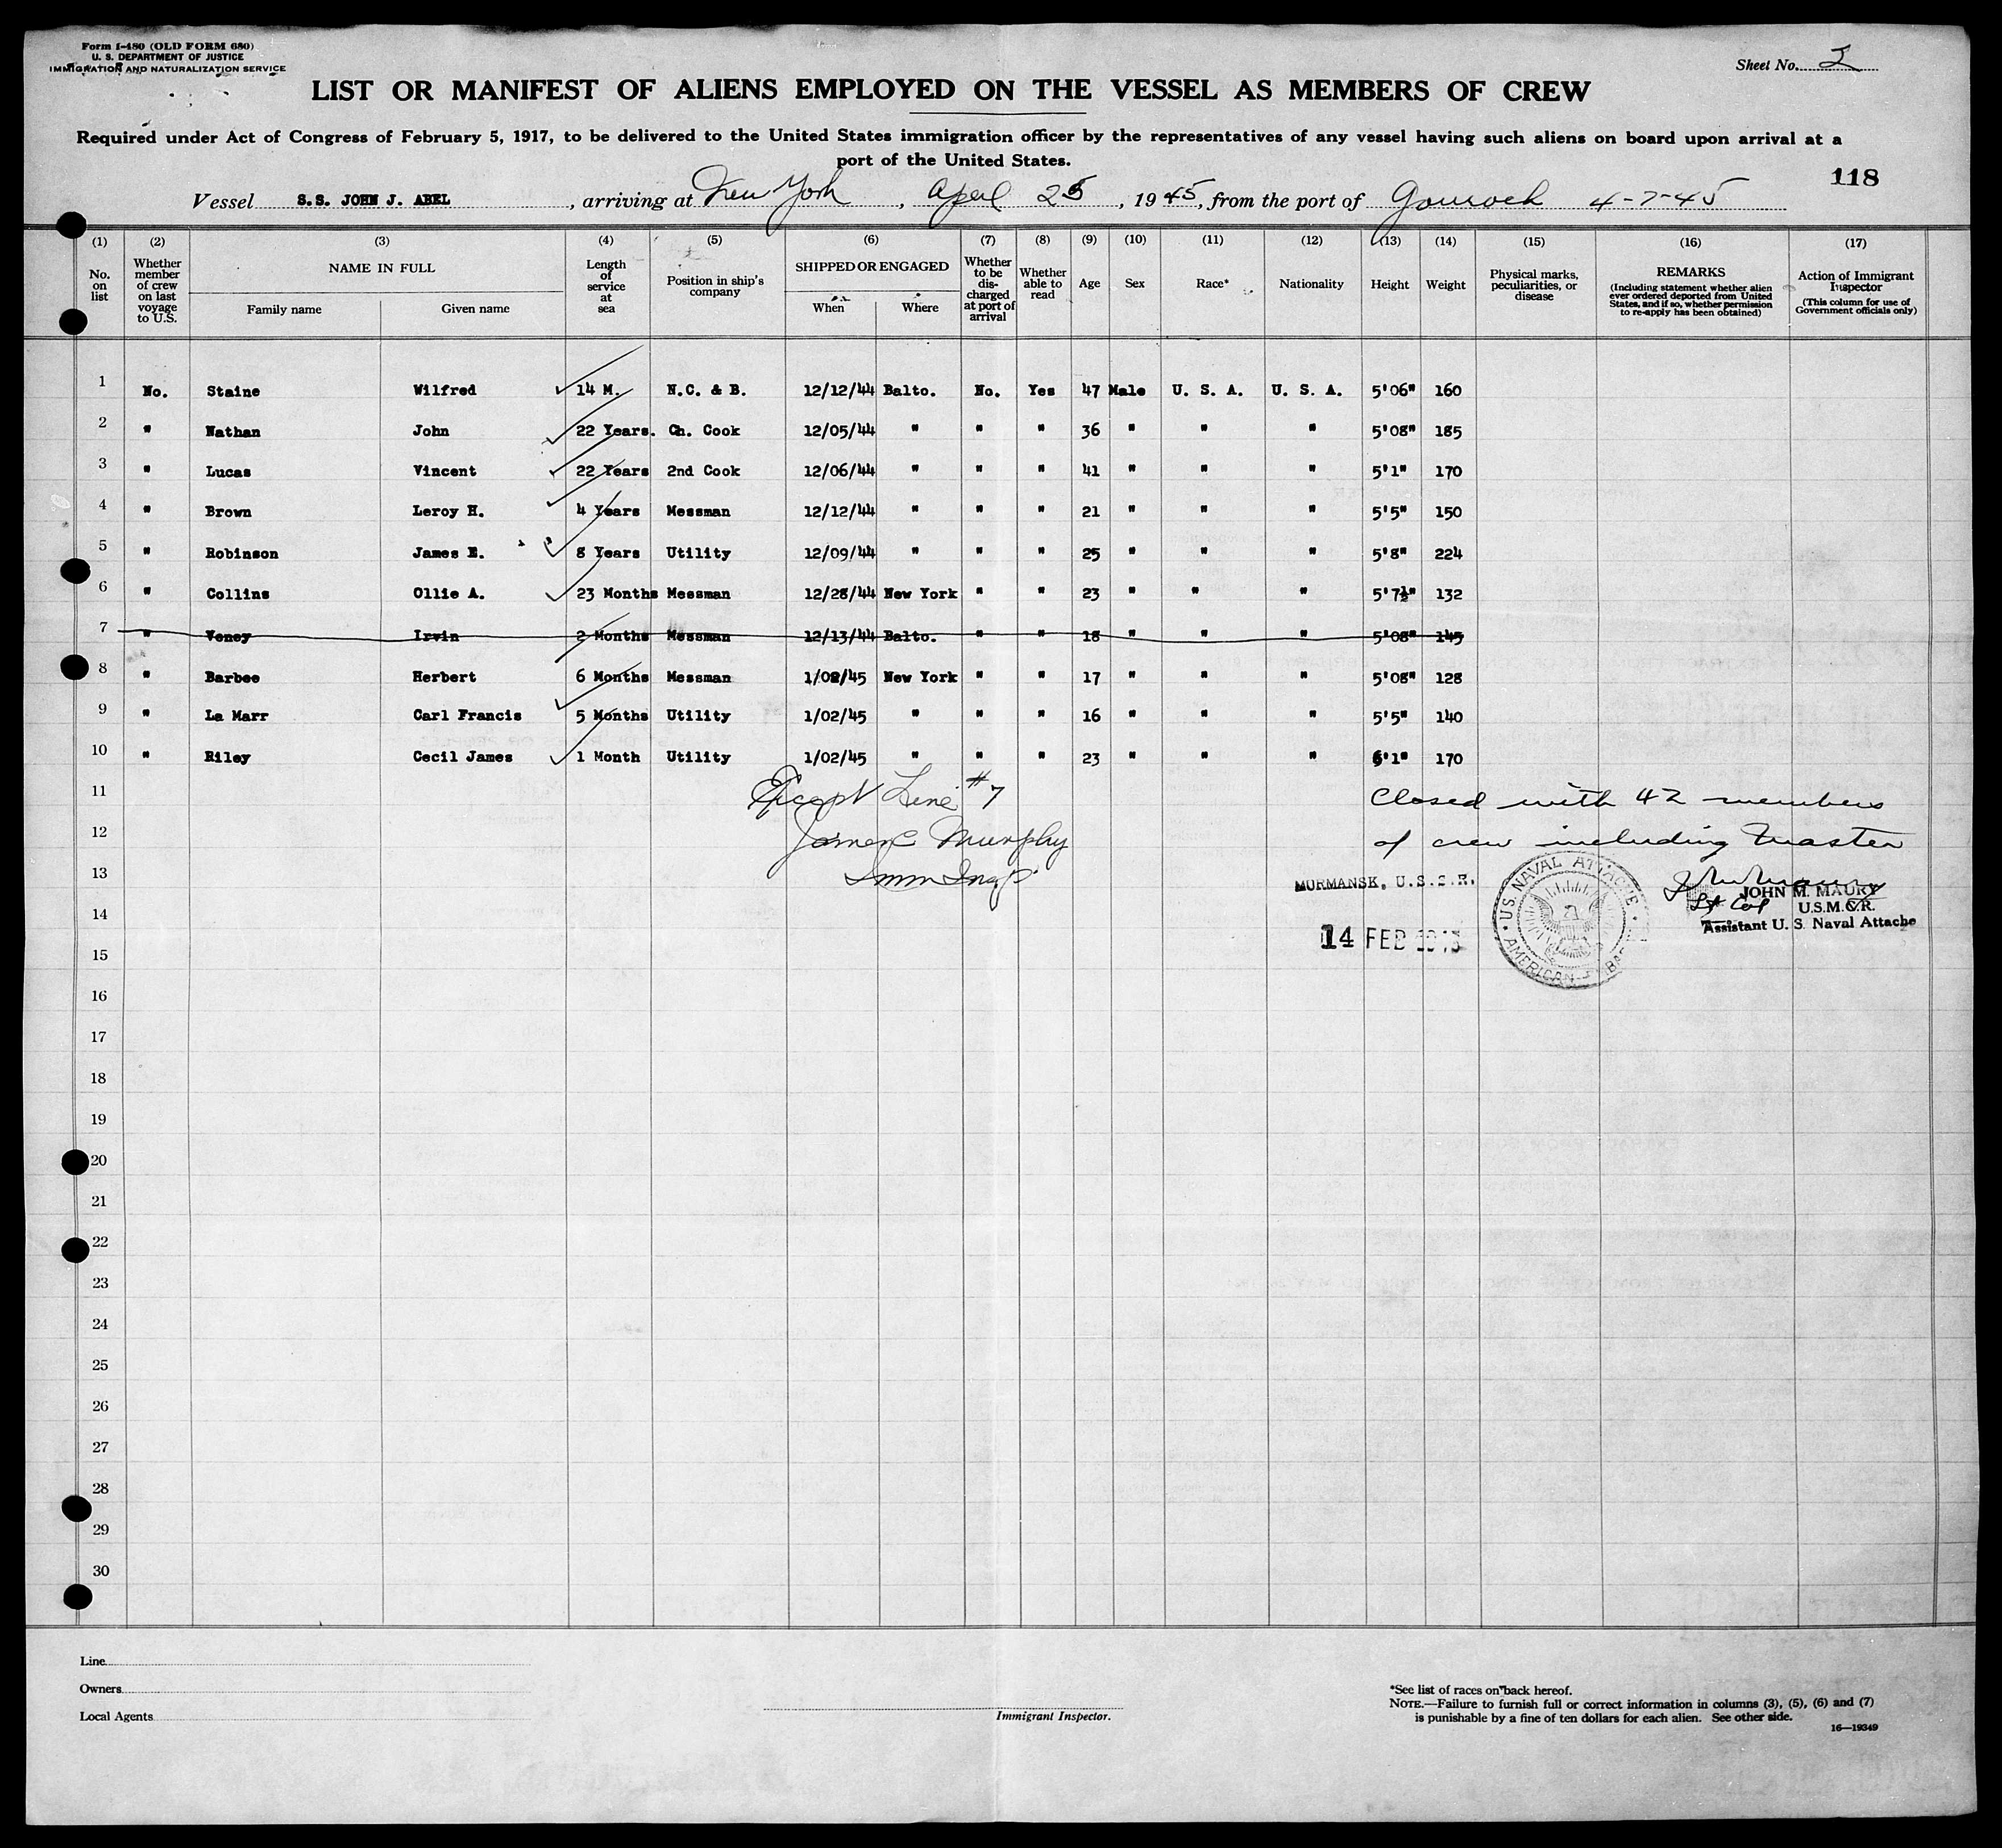 Form I-480 (OLD FORM 680)
U. S. DEPARTMENT OF JUSTICE
IMMIGRATION AND NATURALIZATION SERVICE
Sheet No. 2
LIST OR MANIFEST OF ALIENS EMPLOYED ON THE VESSEL AS MEMBERS OF CREW
Required under Act of Congress of February 5, 1917, to be delivered to the United States immigration officer by the representatives of any vessel having such aliens on board upon arrival at a
port of the United States.
118
Vessel S.S. JOHN J. ABEL, arriving at New York, April 25, 1945, from the port of Gourock 4-7-45
(1) (2) (3) (4) (5) (6) (7) (8) (9) (10) (11) (12) (13) (14) (15) (16) (17)
No. on list
Whether member of crew on last voyage to U.S.
NAME IN FULL
Family name Given name
Length of service at sea
Position in ship's company
SHIPPED OR ENGAGED
When Where
Whether to be discharged at port of arrival
Whether able to read
Age
Sex
Race*
Nationality
Height
Weight
Physical marks, peculiarities, or disease
REMARKS
(Including statement whether alien ever ordered deported from United States, and if so, whether permission to re-apply has been obtained)
Action of Immigrant Inspector
(This column for use of Government officials only)
1 No. Staine Wilfred 14 M. N.C. & B. 12/12/44 Balto. No. Yes 47 Male U. S. A. U. S. A. 5'06" 160
2 " Nathan John 22 Years. Ch. Cook 12/05/44 " " " 36 " " " 5'08" 185
3 " Lucas Vincent 22 Years 2nd Cook 12/06/44 " " " 41 " " " 5'1" 170
4 " Brown Leroy H. 4 Years Messman 12/12/44 " " " 21 " " " 5'5" 150
5 " Robinson James E. 8 Years Utility 12/09/44 " " " 25 " " " 5'8" 224
6 " Collins Ollie A. 23 Months Messman 12/28/44 New York " " 23 " " " 5'7½" 132
7 " Veney Irvin 2 Months Messman 12/13/44 Balto. " " 18 " " " 5'08" 145
8 " Barbee Herbert 6 Months Messman 1/02/45 New York " " 17 " " " 5'08" 128
9 " La Marr Carl Francis 5 Months Utility 1/02/45 " " " 16 " " " 5'5" 140
10 " Riley Cecil James 1 Month Utility 1/02/45 " " " 23 " " " 6'1" 170
11 Except Line #7 Closed with 42 members
12 James Murphy of crew including Master
13 Imm Insp. MURMANSK, U.S.S.R.
U.S. NAVAL ATTACHE
AMERICAN EMBASSY
JOHN M. MAURY
Lt Col U.S.M.C.R.
Assistant U. S. Naval Attache
14 14 FEB
15
16
17
18
19
20
21
22
23
24
25
26
27
28
29
30
Line
Owners
Local Agents
Immigrant Inspector.
*See list of races on back hereof.
NOTE.—Failure to furnish full or correct information in columns (3), (5), (6) and (7)
is punishable by a fine of ten dollars for each alien. See other side.
16—19349